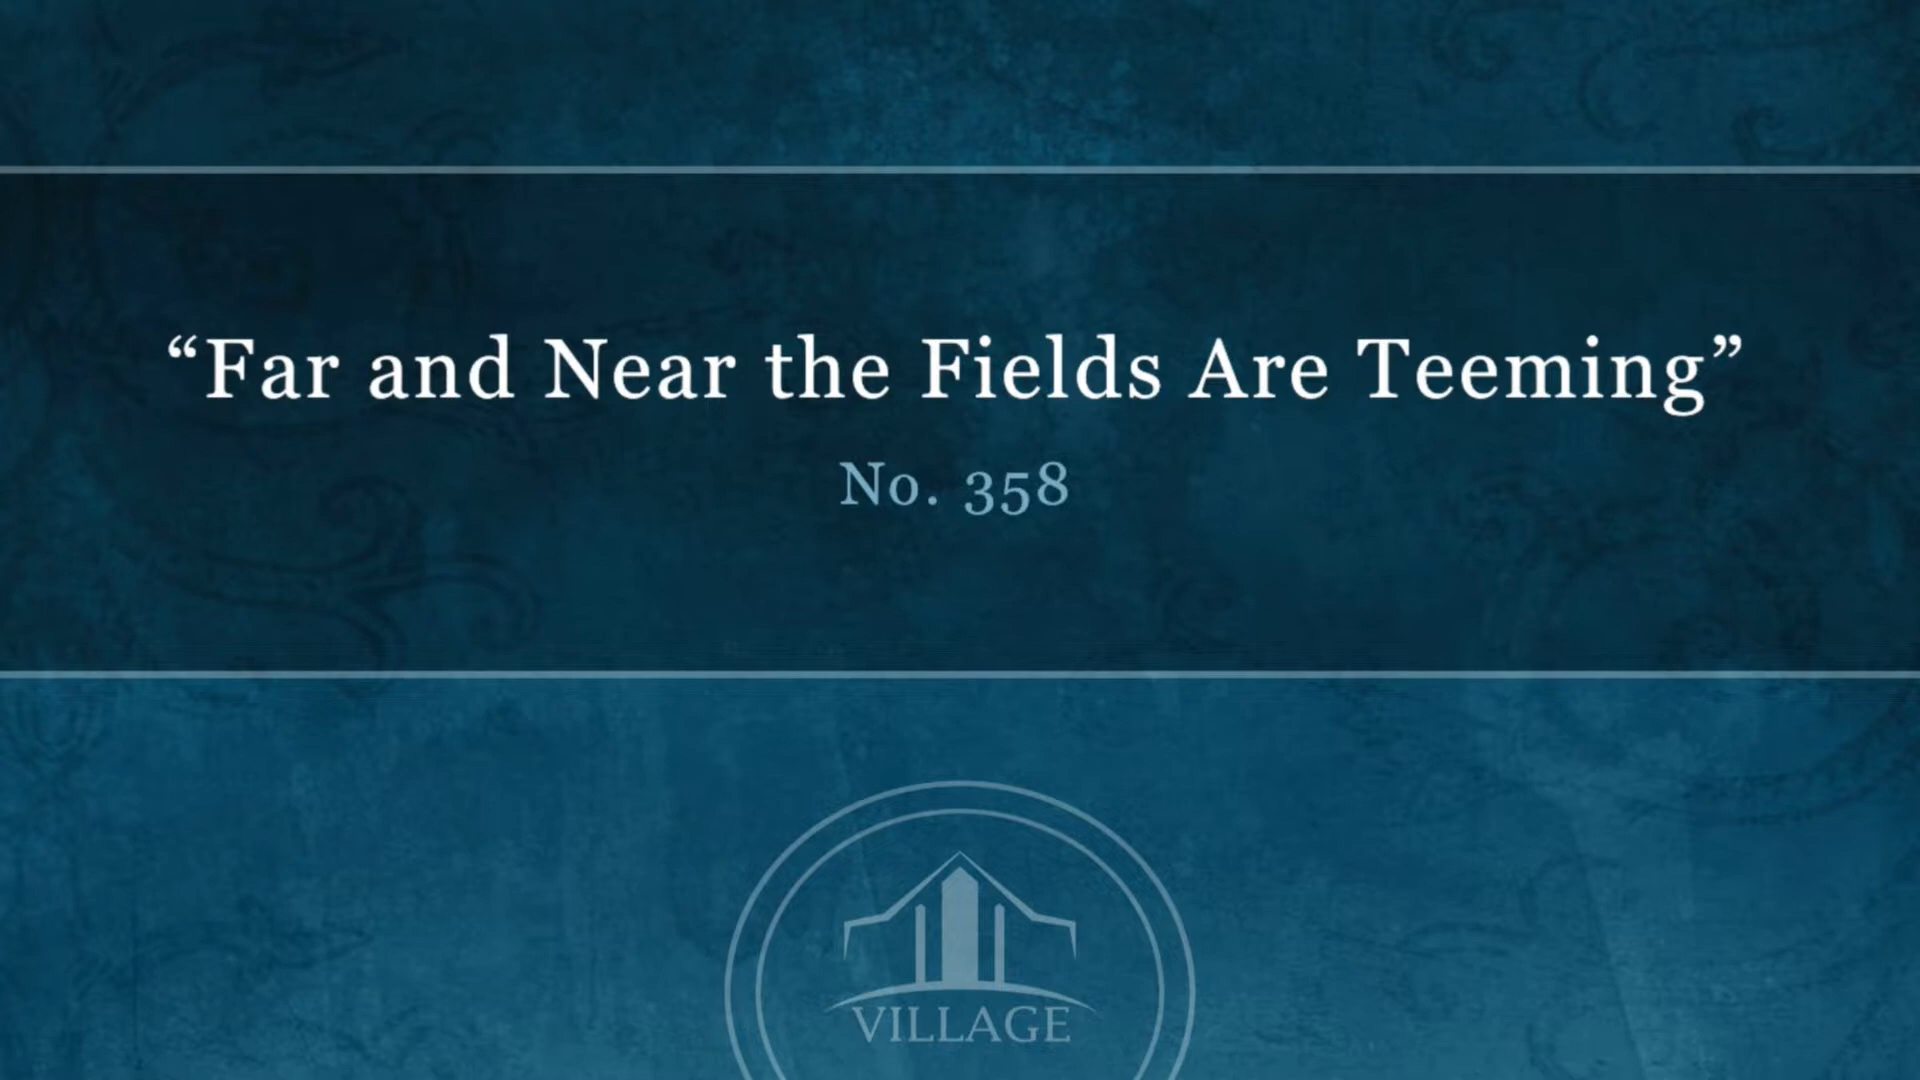 “Far and Near the Fields Are Teeming”
No. 358
VILLAGE